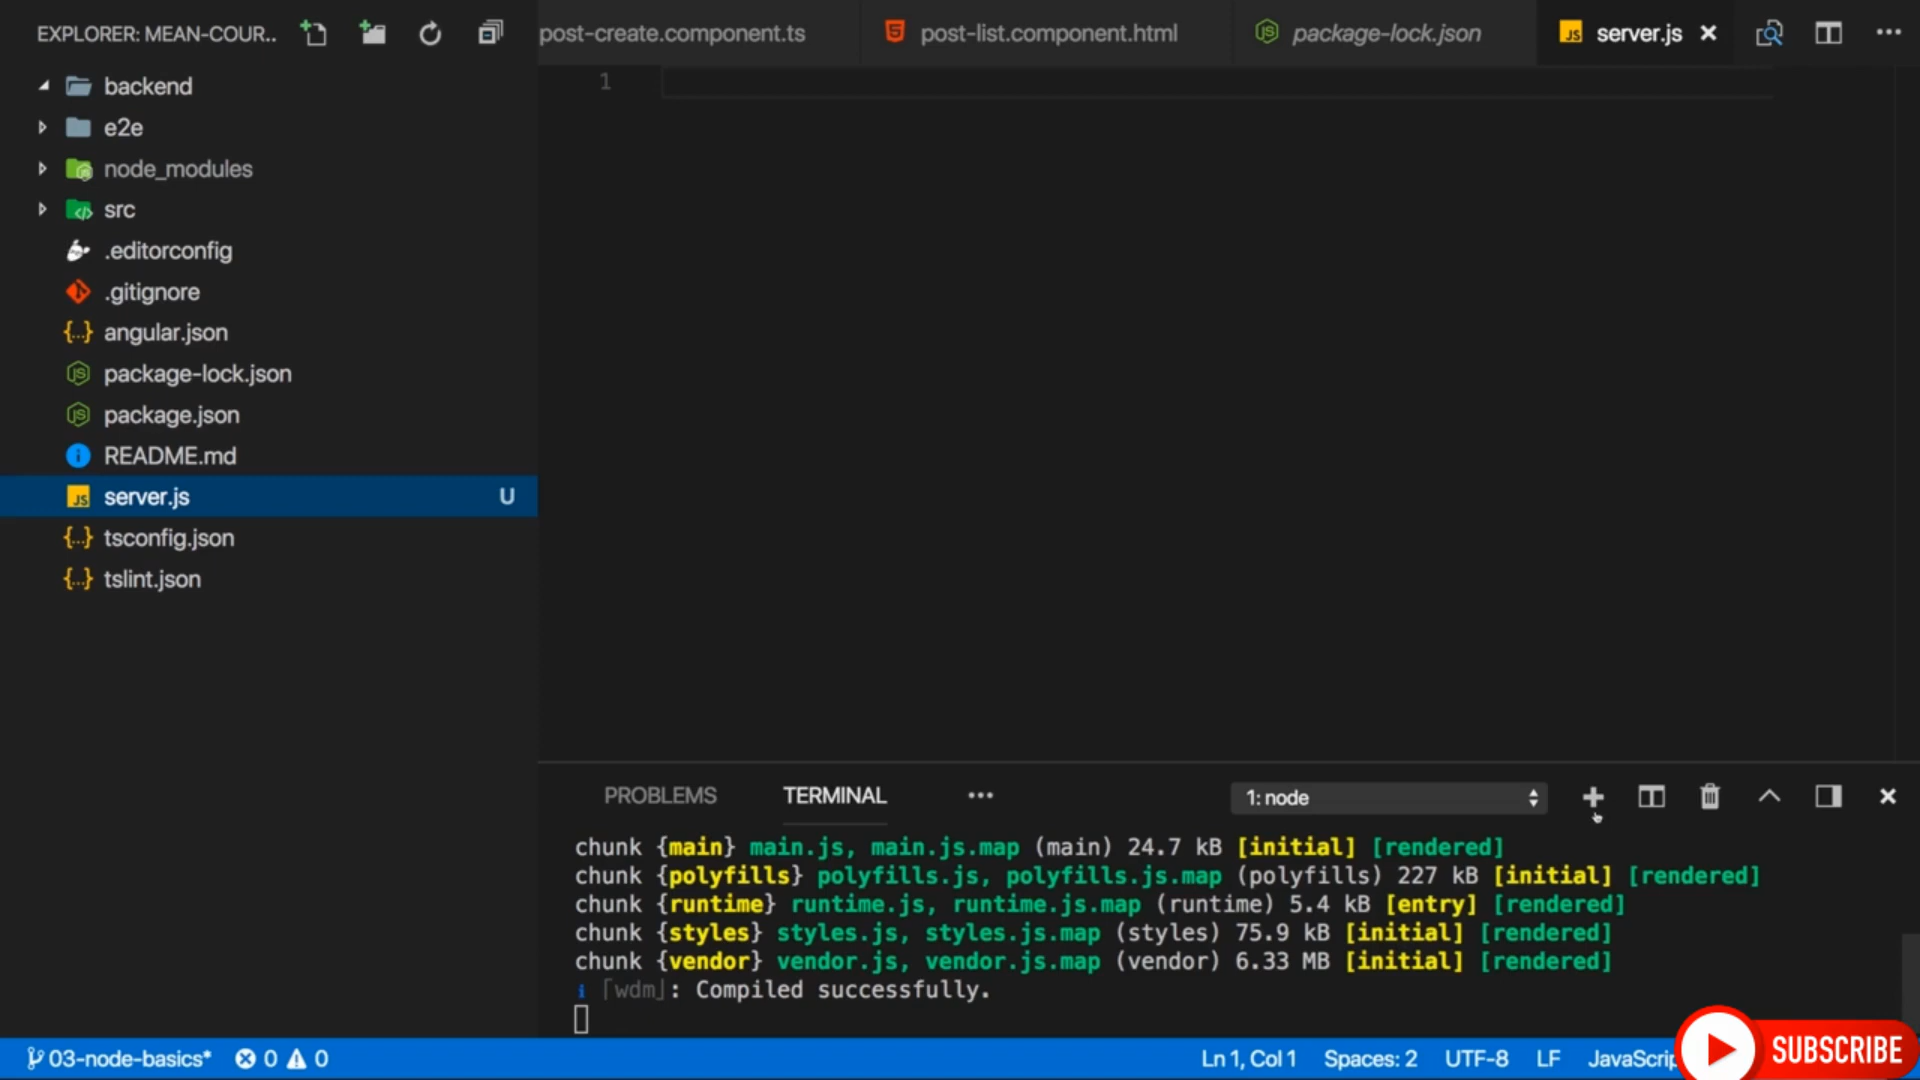 EXPLORER: MEAN-COUR..
post-create.component.ts
post-list.component.html
package-lock.json
server.js
backend
e2e
node_modules
src
.editorconfig
.gitignore
angular.json
package-lock.json
package.json
README.md
server.js U
tsconfig.json
tslint.json
1
PROBLEMS
TERMINAL
1: node
chunk {main} main.js, main.js.map (main) 24.7 kB [initial] [rendered]
chunk {polyfills} polyfills.js, polyfills.js.map (polyfills) 227 kB [initial] [rendered]
chunk {runtime} runtime.js, runtime.js.map (runtime) 5.4 kB [entry] [rendered]
chunk {styles} styles.js, styles.js.map (styles) 75.9 kB [initial] [rendered]
chunk {vendor} vendor.js, vendor.js.map (vendor) 6.33 MB [initial] [rendered]
i ⌈wdm⌋: Compiled successfully.
03-node-basics* 0 0
Ln 1, Col 1 Spaces: 2 UTF-8 LF JavaScrip
SUBSCRIBE